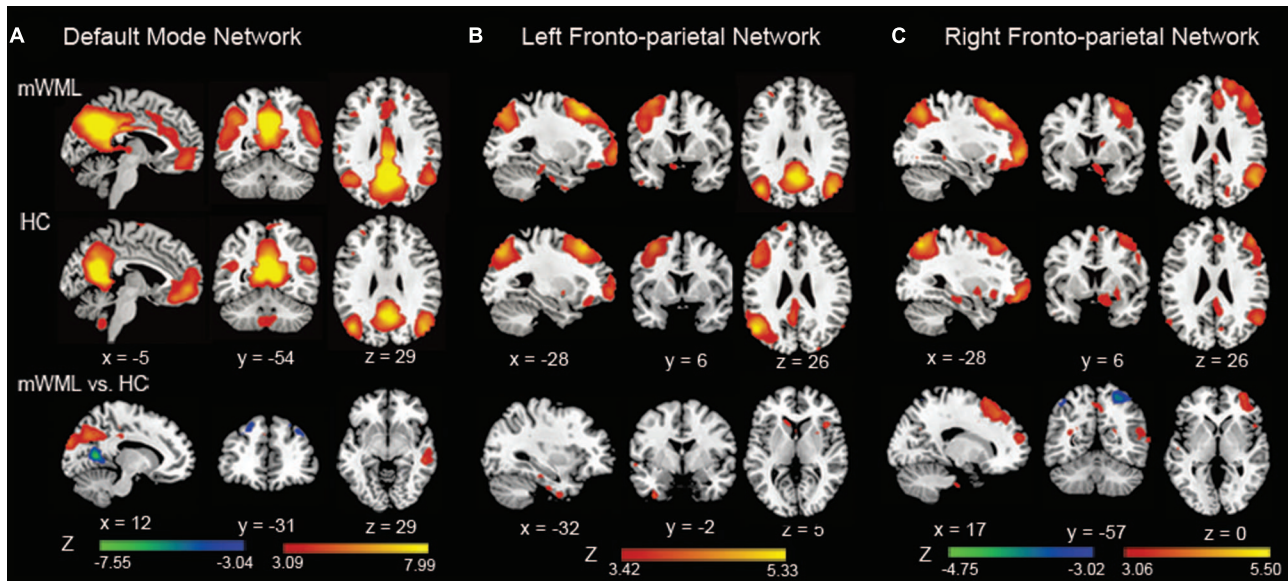 A Default Mode Network
B Left Fronto-parietal Network
C Right Fronto-parietal Network
mWML
HC
x = -5 y = -54 z = 29
x = -28 y = 6 z = 26
x = -28 y = 6 z = 26
mWML vs. HC
x = 12 y = -31 z = 29
x = -32 y = -2 z = 5
x = 17 y = -57 z = 0
Z
-7.55 -3.04 3.09 7.99
Z
3.42 5.33
Z
-4.75 -3.02 3.06 5.50